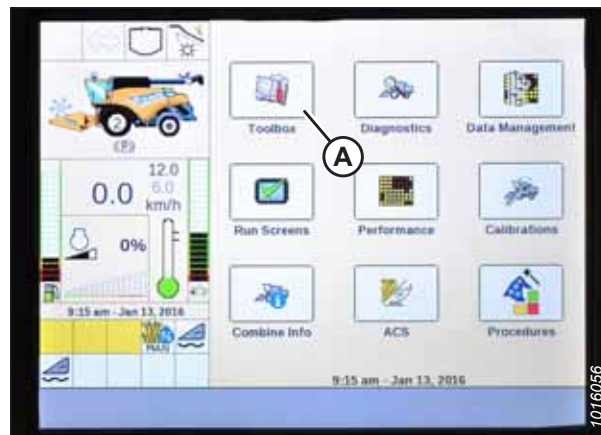 Toolbox
Diagnostics
Data Management
A
2
(P)
12.0
6.0
0.0
km/h
Run Screens
Performance
Calibrations
0%
9:15 am - Jan 13, 2016
Combine Info
ACS
Procedures
MAN
9:15 am - Jan 13, 2016
1016056